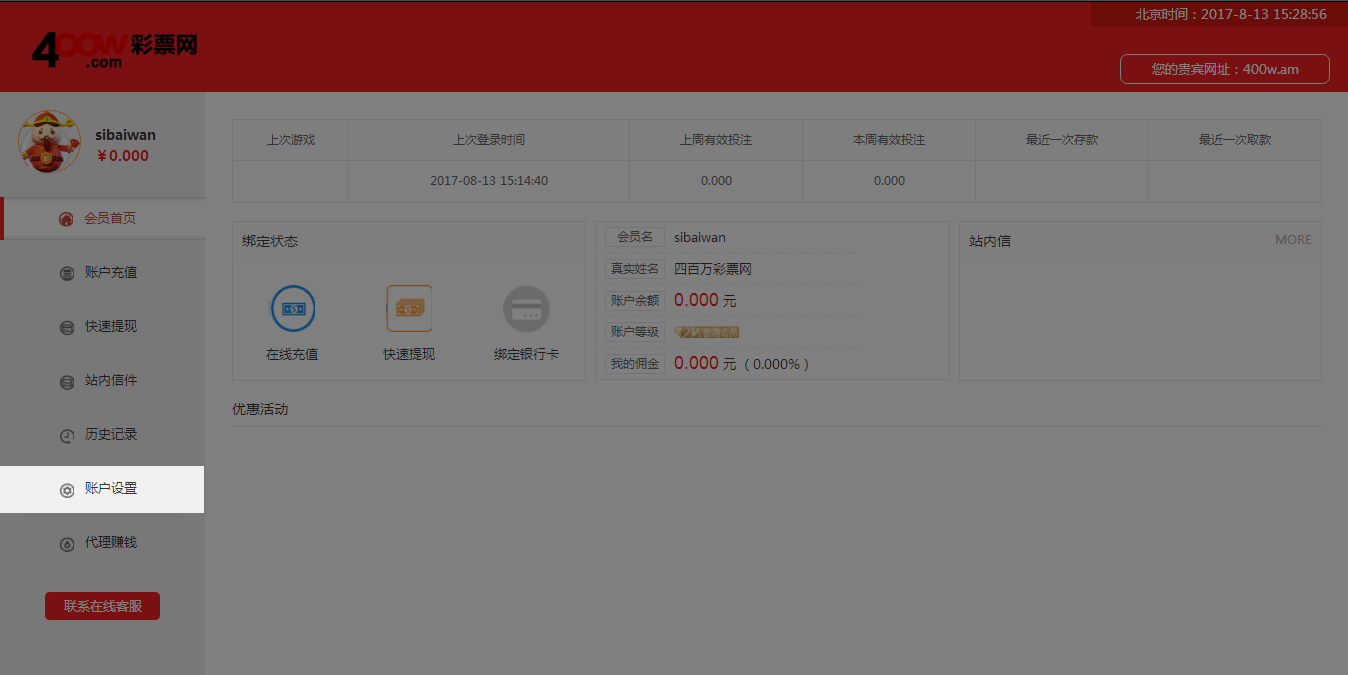 北京时间：2017-8-13 15:28:56
400W彩票网
.com
您的贵宾网址：400w.am
sibaiwan
￥0.000
会员首页
账户充值
快速提现
站内信件
历史记录
账户设置
代理赚钱
联系在线客服
上次游戏 上次登录时间 上周有效投注 本周有效投注 最近一次存款 最近一次取款
2017-08-13 15:14:40 0.000 0.000
绑定状态
在线充值 快速提现 绑定银行卡
会员名 sibaiwan
真实姓名 四百万彩票网
账户余额 0.000 元
账户等级
我的佣金 0.000 元 ( 0.000% )
站内信 MORE
优惠活动